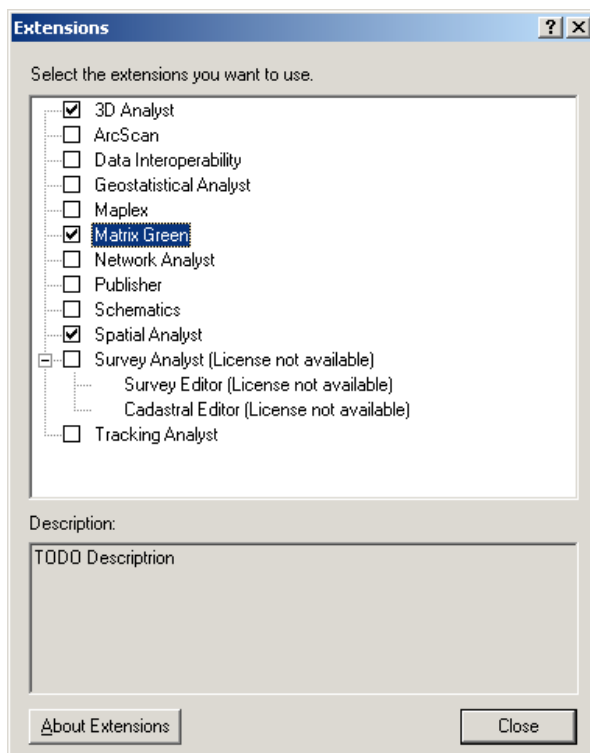 Extensions
Select the extensions you want to use.
3D Analyst
ArcScan
Data Interoperability
Geostatistical Analyst
Maplex
Matrix Green
Network Analyst
Publisher
Schematics
Spatial Analyst
Survey Analyst (License not available)
Survey Editor (License not available)
Cadastral Editor (License not available)
Tracking Analyst
Description:
TODO Descriptrion
About Extensions
Close